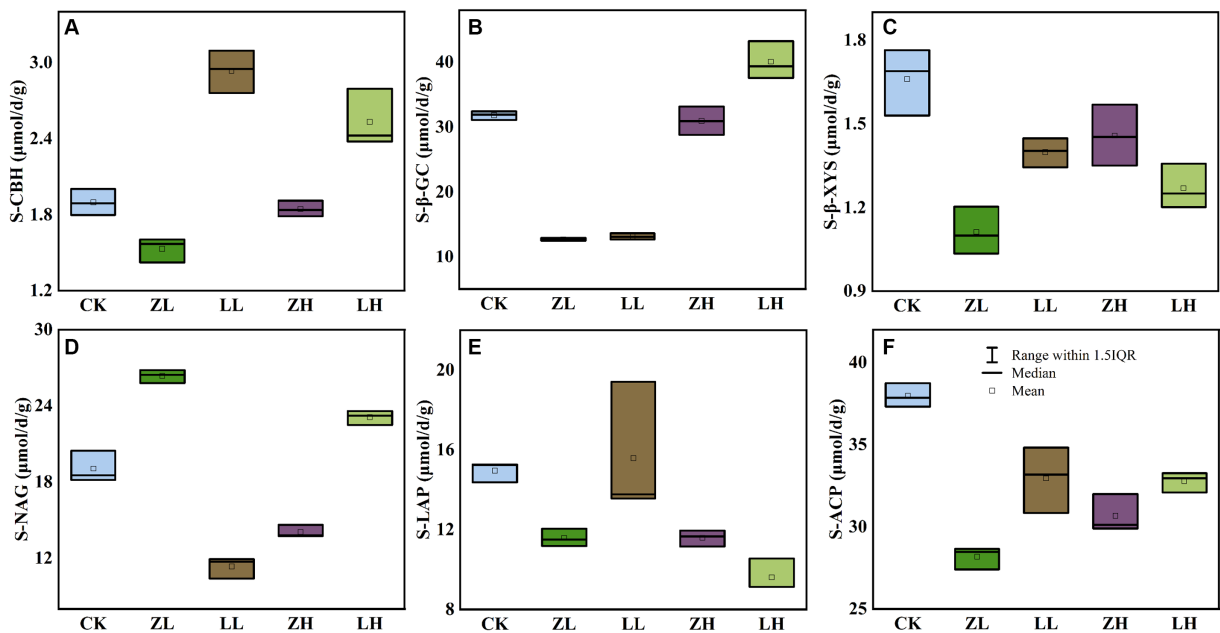 A
S-CBH (μmol/d/g)
3.0
2.4
1.8
1.2
CK ZL LL ZH LH
B
S-β-GC (μmol/d/g)
40
30
20
10
CK ZL LL ZH LH
C
S-β-XYS (μmol/d/g)
1.8
1.5
1.2
0.9
CK ZL LL ZH LH
D
S-NAG (μmol/d/g)
30
24
18
12
CK ZL LL ZH LH
E
S-LAP (μmol/d/g)
20
16
12
8
CK ZL LL ZH LH
F
Range within 1.5IQR
Median
Mean
S-ACP (μmol/d/g)
40
35
30
25
CK ZL LL ZH LH